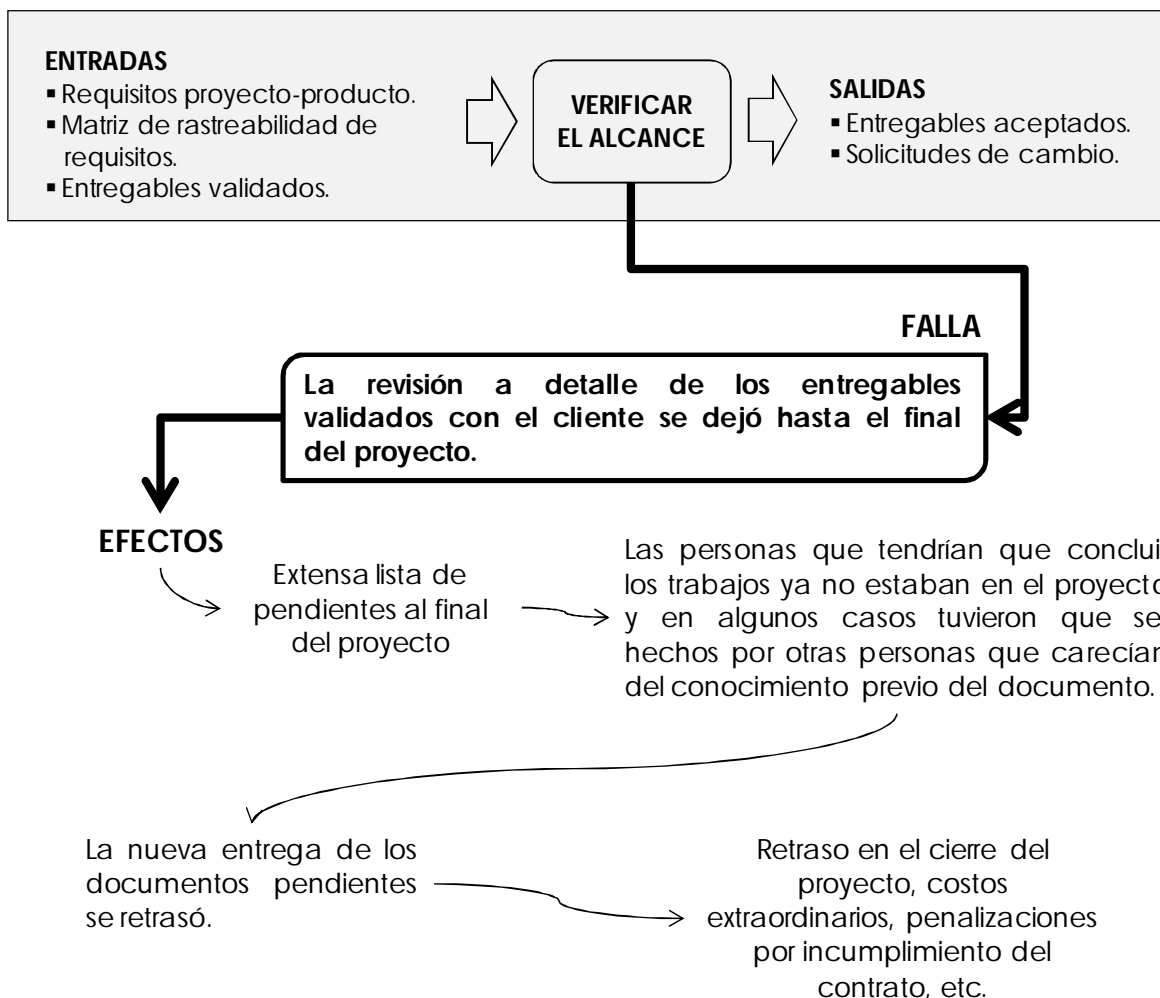 ENTRADAS
▪ Requisitos proyecto-producto.
▪ Matriz de rastreabilidad de
requisitos.
▪ Entregables validados.
VERIFICAR
EL ALCANCE
SALIDAS
▪ Entregables aceptados.
▪ Solicitudes de cambio.
FALLA
La revisión a detalle de los entregables
validados con el cliente se dejó hasta el final
del proyecto.
EFECTOS
Extensa lista de
pendientes al final
del proyecto
Las personas que tendrían que conclui
los trabajos ya no estaban en el proyecto
y en algunos casos tuvieron que se
hechos por otras personas que carecían
del conocimiento previo del documento.
La nueva entrega de los
documentos pendientes
se retrasó.
Retraso en el cierre del
proyecto, costos
extraordinarios, penalizaciones
por incumplimiento del
contrato, etc.